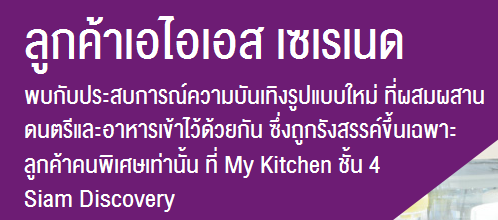 ลูกค้าเอไอเอส เซเรเนด
พบกับประสบการณ์ความบันเทิงรูปแบบใหม่ ที่ผสมผสาน
ดนตรีและอาหารเข้าไว้ด้วยกัน ซึ่งถูกรังสรรค์ขึ้นเฉพาะ
ลูกค้าคนพิเศษเท่านั้น ที่ My Kitchen ชั้น 4
Siam Discovery